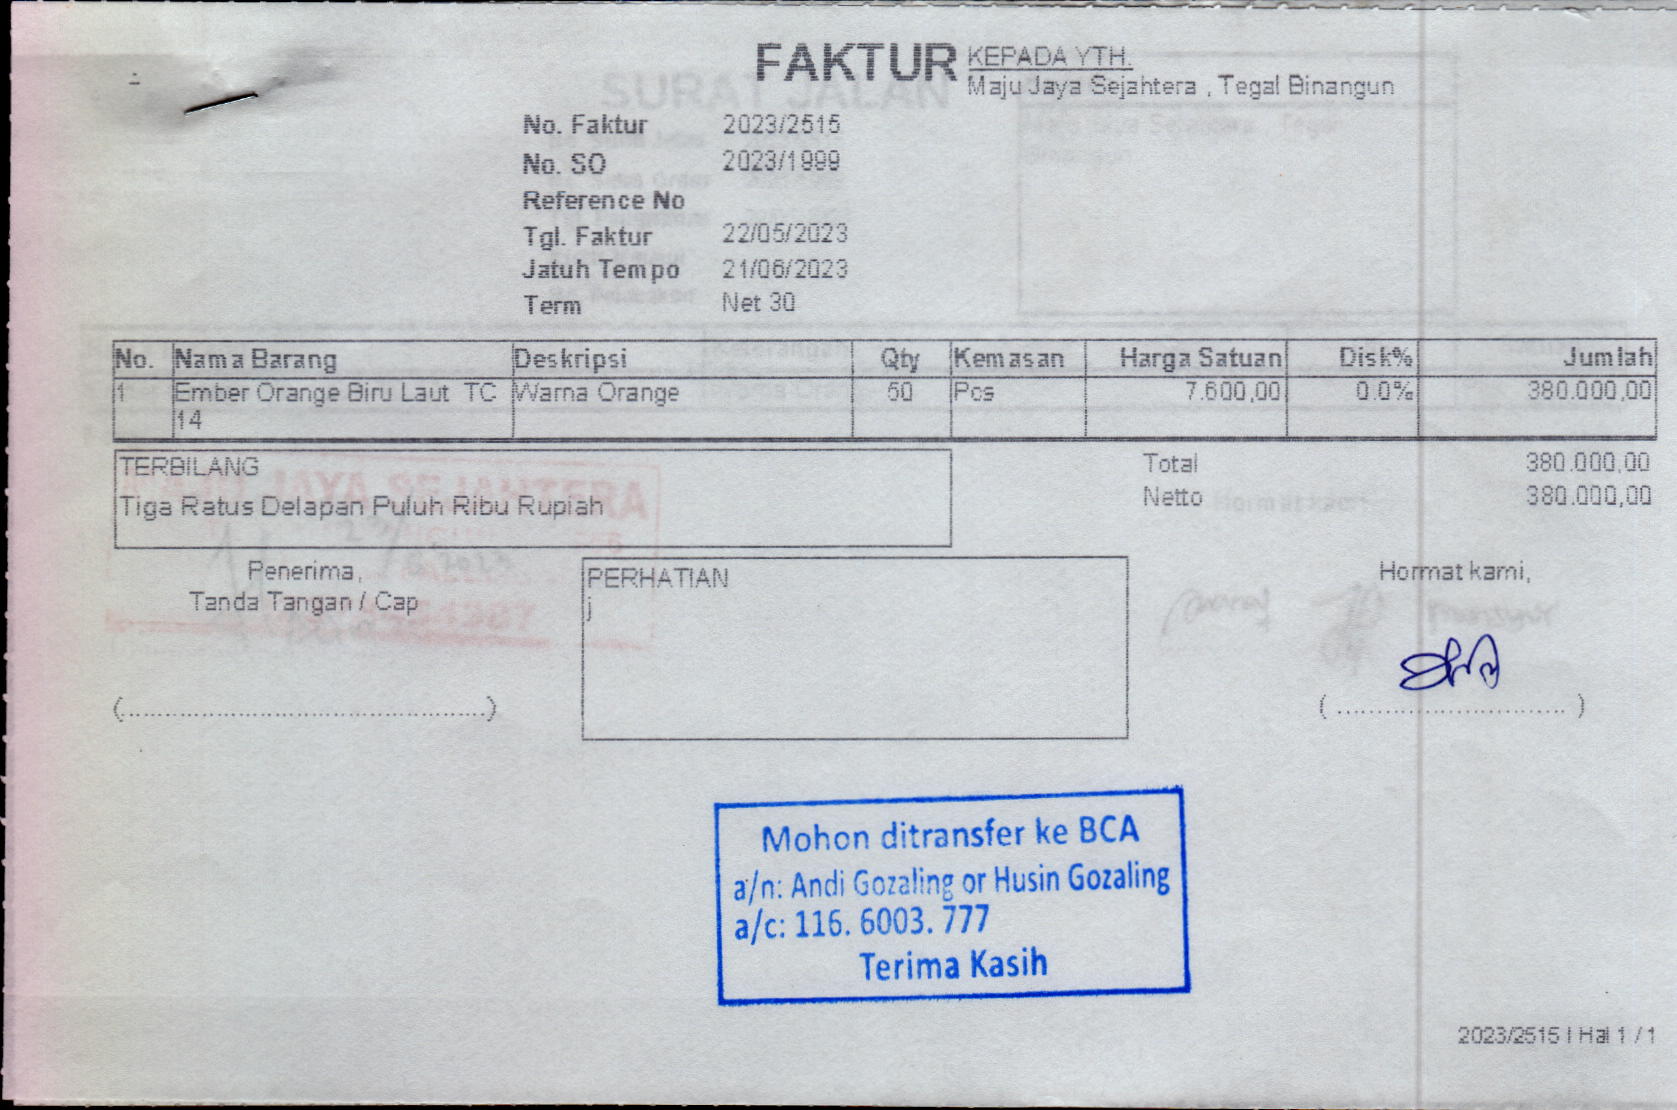 FAKTUR
KEPADA YTH.
Maju Jaya Sejahtera , Tegal Binangun
No. Faktur 2023/2515
No. SO 2023/1999
Reference No
Tgl. Faktur 22/05/2023
Jatuh Tempo 21/06/2023
Term Net 30
No. Nama Barang Deskripsi Qty Kemasan Harga Satuan Disk% Jumlah
1 Ember Orange Biru Laut TC Warna Orange 50 Pcs 7.600,00 0.0% 380.000,00
14
TERBILANG
Tiga Ratus Delapan Puluh Ribu Rupiah
Total 380.000,00
Netto 380.000,00
Penerima,
Tanda Tangan / Cap
PERHATIAN
j
Hormat kami,
(..............................................)
( ............................. )
Mohon ditransfer ke BCA
a/n: Andi Gozaling or Husin Gozaling
a/c: 116. 6003. 777
Terima Kasih
2023/2515 | Hal 1 / 1
SURAT JALAN